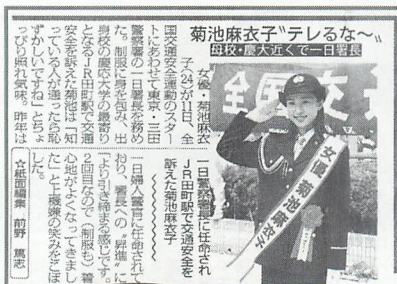 菊池麻衣子〝テレるな〜〟
母校・慶大近くで一日署長
女優・菊池麻衣
子(24)が11日、全
国交通安全運動のスター
トにあわせて東京・三田
警察署の一日署長を務め
た。制服に身を包み、出
身校の慶応大学の最寄り
となるJR田町駅で交通
安全を訴えた菊池は「知
っている人が通ったら恥
ずかしいですね」とちょ
っぴり照れ気味。昨年は
一日婦人警官に任命されて
おり、署長への〝昇進〟に
「より引き締まる感じです。
2回目なので(制服も)着
心地がよくなってきまし
た」と上機嫌の笑みをこぼ
した。
☆紙面編集 前野 篤志
一日警察署長に任命され
JR田町駅で交通安全を
訴えた菊池麻衣子
全国交
女優 菊池麻衣子